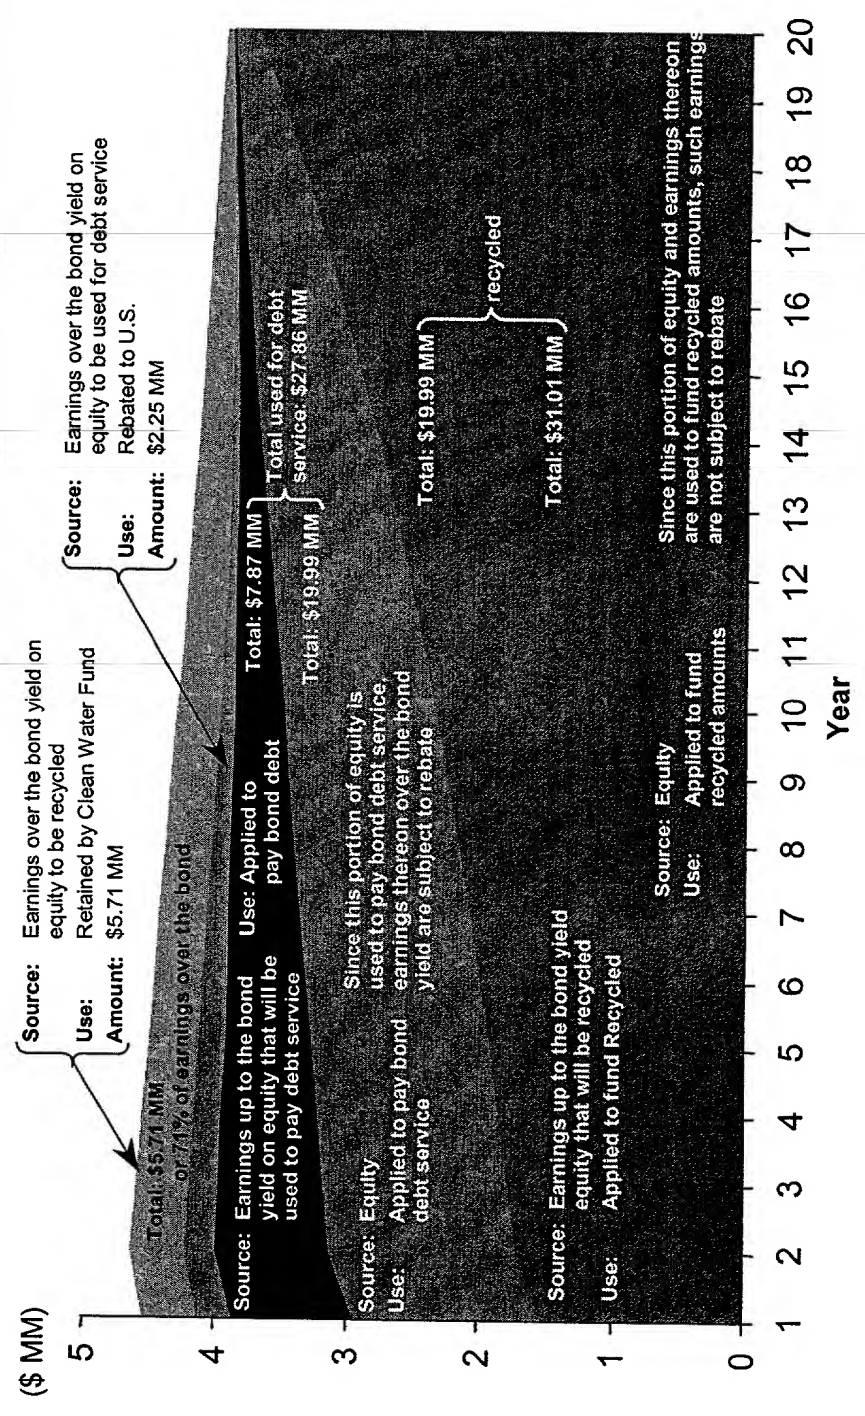 ($ MM)
Source: Earnings over the bond yield on
equity to be recycled
Use: Retained by Clean Water Fund
Amount: $5.71 MM
Source: Earnings over the bond yield on
equity to be used for debt service
Use: Rebated to U.S.
Amount: $2.25 MM
Total: $5.71 MM
or 71% of earnings over the bond
Source: Earnings up to the bond
yield on equity that will be
used to pay debt service
Use: Applied to
pay bond debt
Total: $7.87 MM
Total: $19.99 MM
Total used for debt
service: $27.86 MM
Source: Equity
Use: Applied to pay bond
debt service
Since this portion of equity is
used to pay bond debt service,
earnings thereon over the bond
yield are subject to rebate
Total: $19.99 MM
Total: $31.01 MM
recycled
Source: Earnings up to the bond yield
equity that will be recycled
Use: Applied to fund Recycled
Source: Equity
Use: Applied to fund
recycled amounts
Since this portion of equity and earnings thereon
are used to fund recycled amounts, such earnings
are not subject to rebate
5
4
3
2
1
0
1 2 3 4 5 6 7 8 9 10 11 12 13 14 15 16 17 18 19 20
Year